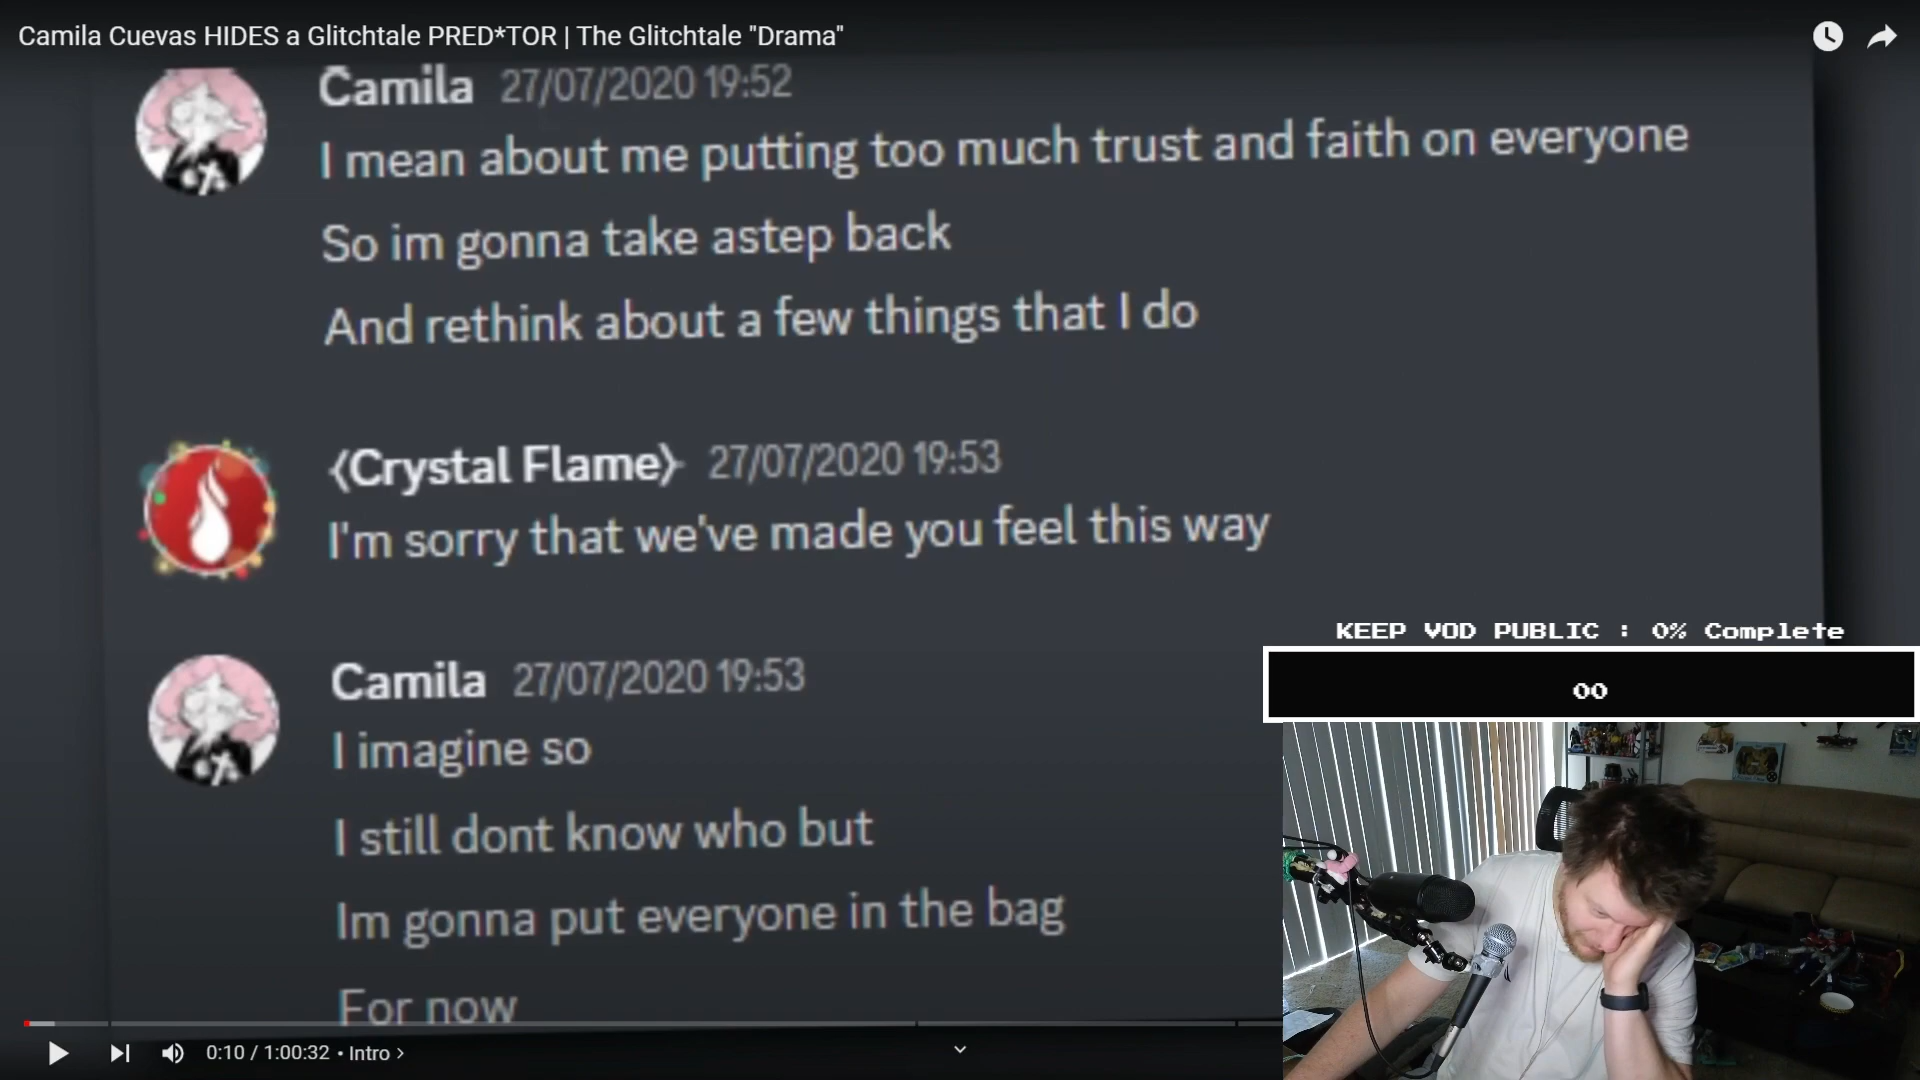 Camila Cuevas HIDES a Glitchtale PRED*TOR | The Glitchtale "Drama"
Camila 27/07/2020 19:52
I mean about me putting too much trust and faith on everyone
So im gonna take astep back
And rethink about a few things that I do
{Crystal Flame} 27/07/2020 19:53
I'm sorry that we've made you feel this way
Camila 27/07/2020 19:53
I imagine so
I still dont know who but
Im gonna put everyone in the bag
For now
KEEP VOD PUBLIC : 0% Complete
00
0:10 / 1:00:32 • Intro >